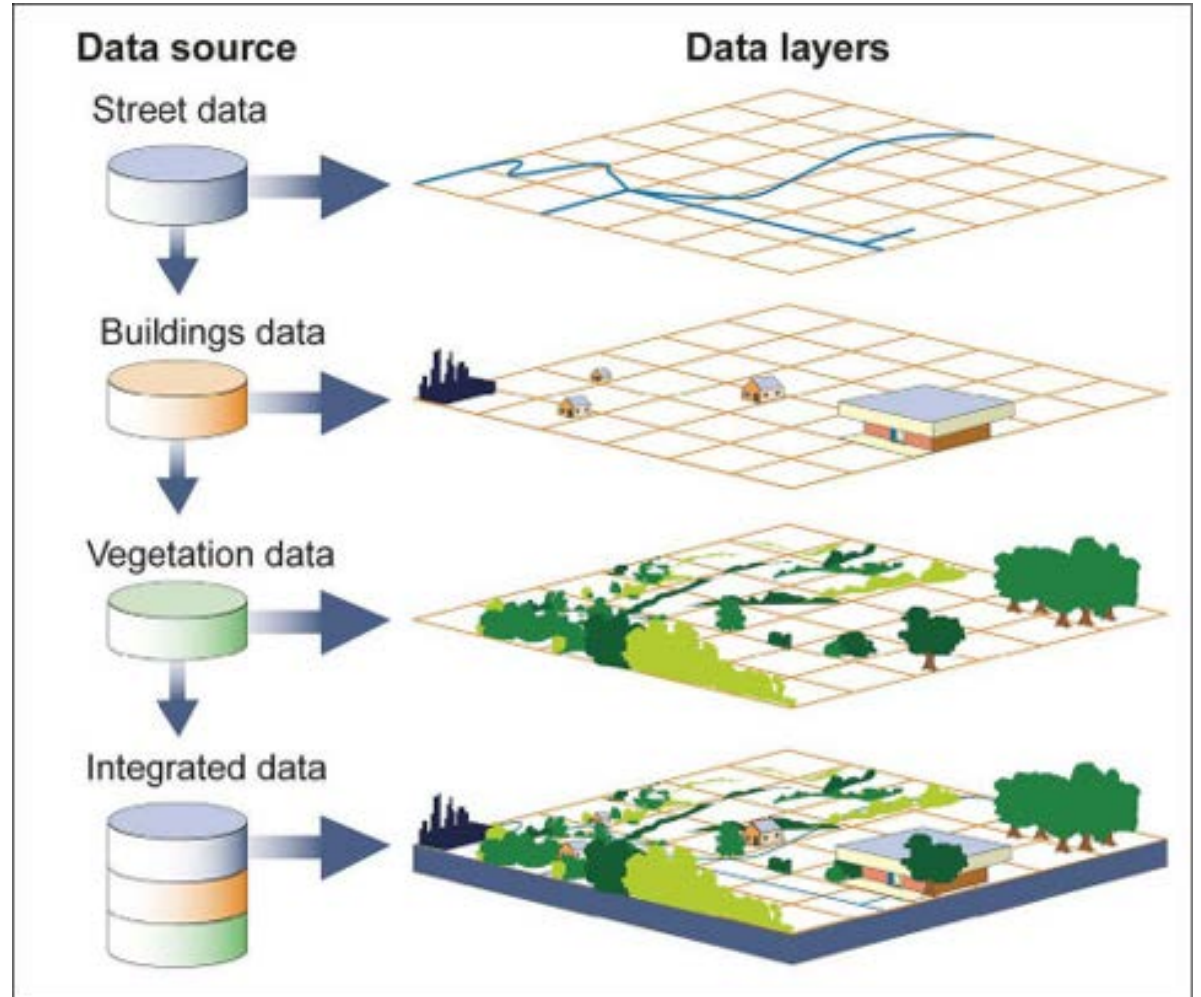 Data source
Data layers
Street data
Buildings data
Vegetation data
Integrated data